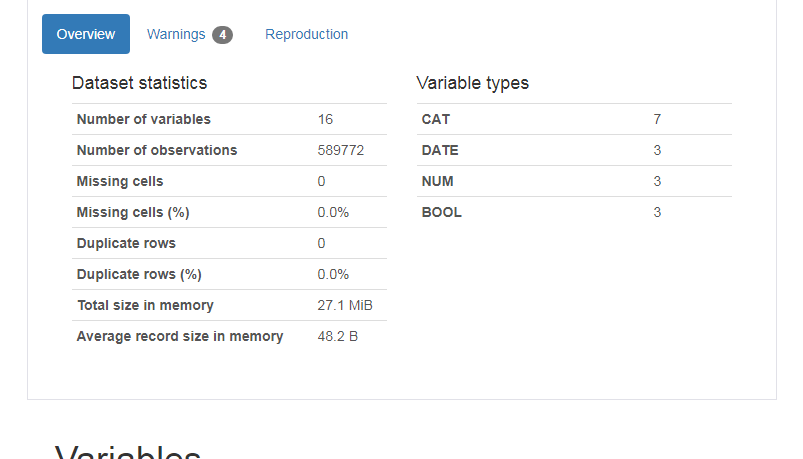 Overview Warnings 4 Reproduction
Dataset statistics
Number of variables 16
Number of observations 589772
Missing cells 0
Missing cells (%) 0.0%
Duplicate rows 0
Duplicate rows (%) 0.0%
Total size in memory 27.1 MiB
Average record size in memory 48.2 B
Variable types
CAT 7
DATE 3
NUM 3
BOOL 3
Variables